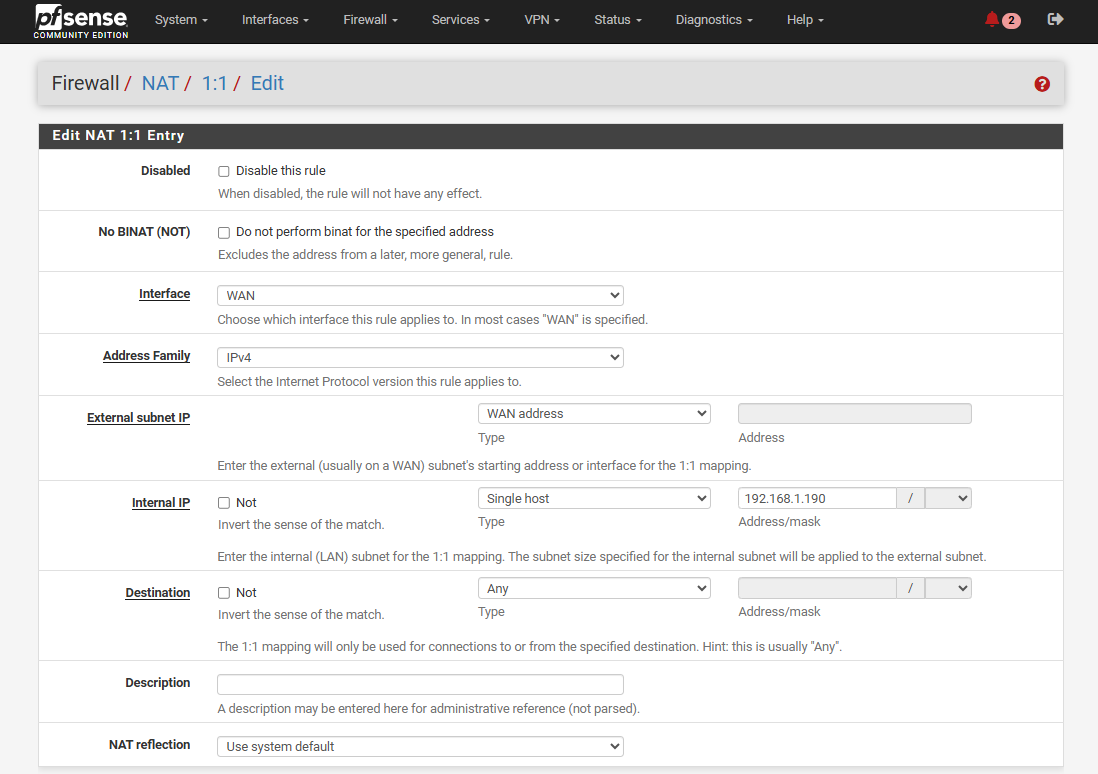 pfsense
COMMUNITY EDITION
System Interfaces Firewall Services VPN Status Diagnostics Help 2
Firewall / NAT / 1:1 / Edit ?
Edit NAT 1:1 Entry
Disabled Disable this rule
When disabled, the rule will not have any effect.
No BINAT (NOT) Do not perform binat for the specified address
Excludes the address from a later, more general, rule.
Interface WAN
Choose which interface this rule applies to. In most cases "WAN" is specified.
Address Family IPv4
Select the Internet Protocol version this rule applies to.
External subnet IP WAN address
Type Address
Enter the external (usually on a WAN) subnet's starting address or interface for the 1:1 mapping.
Internal IP Not Single host 192.168.1.190 /
Invert the sense of the match. Type Address/mask
Enter the internal (LAN) subnet for the 1:1 mapping. The subnet size specified for the internal subnet will be applied to the external subnet.
Destination Not Any /
Invert the sense of the match. Type Address/mask
The 1:1 mapping will only be used for connections to or from the specified destination. Hint: this is usually "Any".
Description
A description may be entered here for administrative reference (not parsed).
NAT reflection Use system default